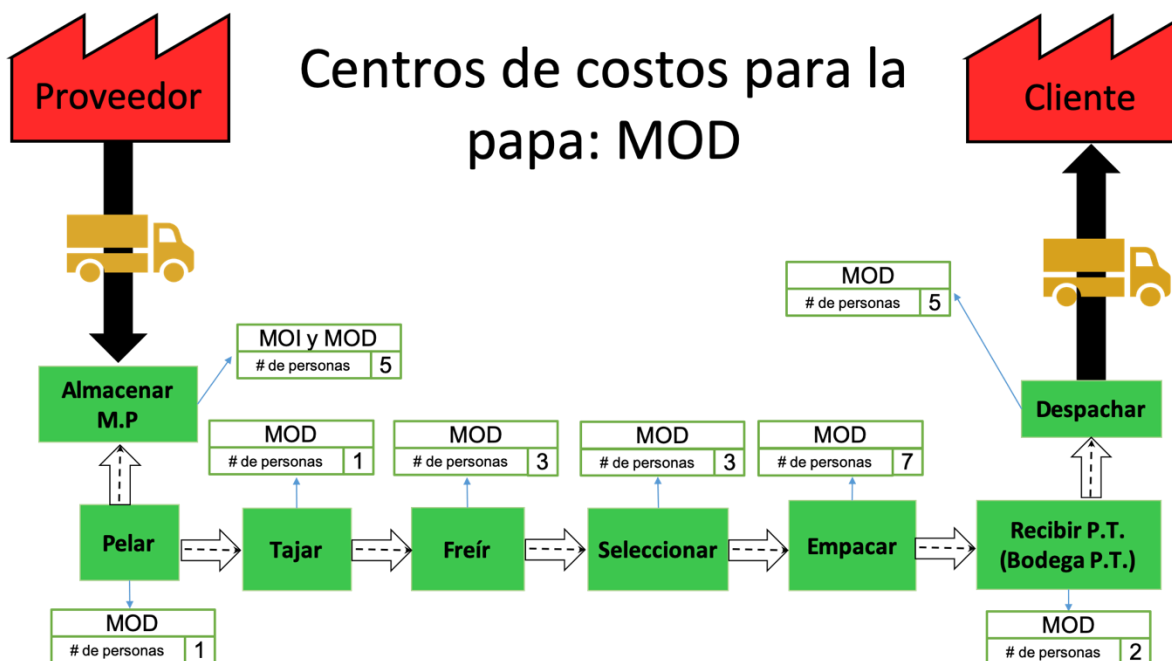 Centros de costos para la
papa: MOD
Proveedor
Cliente
MOD
# de personas 5
MOI y MOD
# de personas 5
Almacenar
M.P
Despachar
MOD
# de personas 1
MOD
# de personas 3
MOD
# de personas 3
MOD
# de personas 7
Pelar
Tajar
Freír
Seleccionar
Empacar
Recibir P.T.
(Bodega P.T.)
MOD
# de personas 1
MOD
# de personas 2